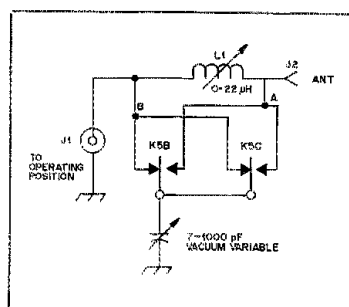 L1
0-22 μH
J2
ANT
A
B
J1
K5B
K5C
TO
OPERATING
POSITION
7-1000 pF
VACUUM VARIABLE